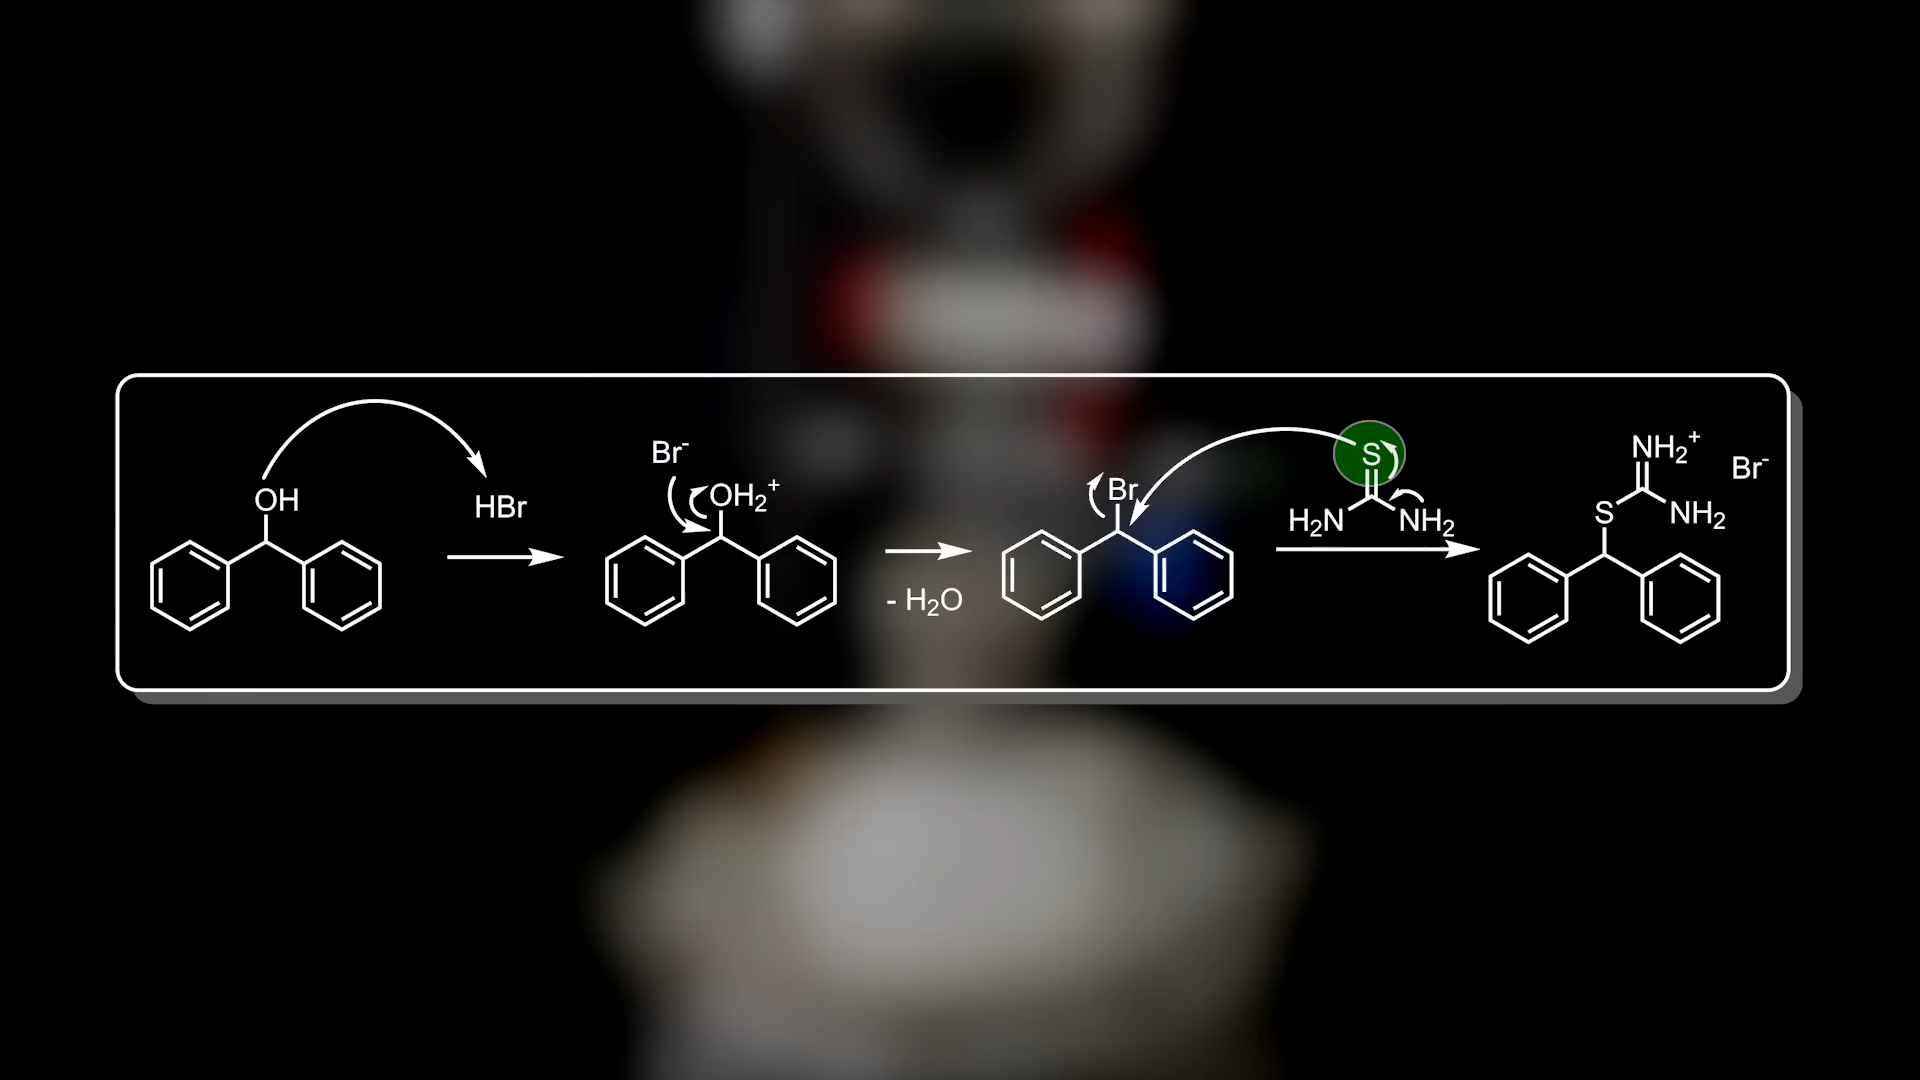 OH
HBr
Br⁻
OH₂⁺
- H₂O
Br
S
H₂N
NH₂
S
NH₂⁺
NH₂
Br⁻